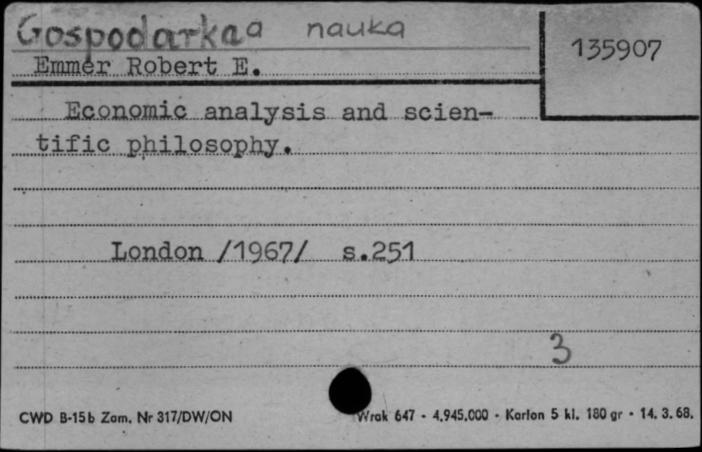 Gospodarka a nauka
135907
Emmer Robert E.
Economic analysis and scien-
tific philosophy.
London /1967/ s.251
3
CWD B-15b Zam. Nr 317/DW/ON
Wrak 647 - 4.945.000 - Karton 5 kl. 180 gr - 14. 3. 68.